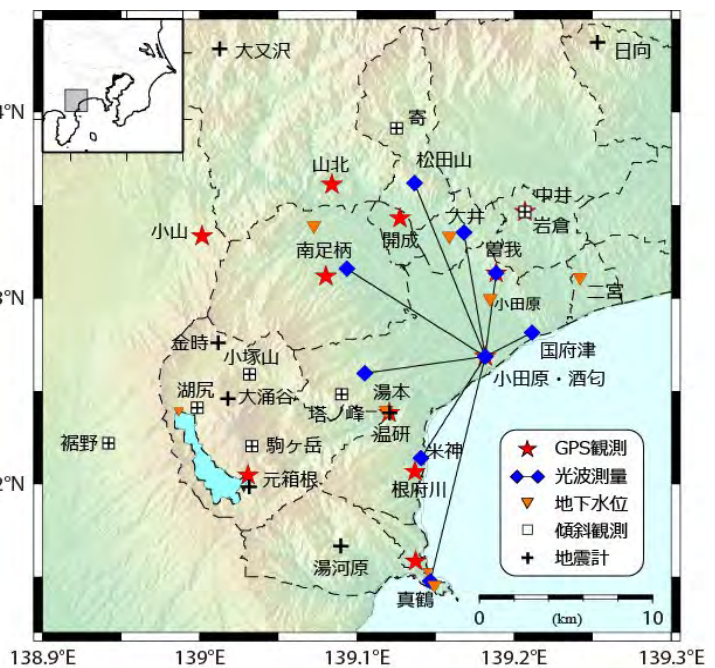 大又沢
日向
寄
4°N
山北
松田山
中井
岩倉
大井
小山
開成
南足柄
曽我
小田原
二宮
3°N
金時
小塚山
国府津
小田原・酒匂
湖尻
大涌谷
湯本
塔ノ峰
温研
裾野
駒ケ岳
米神
元箱根
根府川
2°N
湯河原
真鶴
GPS観測
光波測量
地下水位
傾斜観測
地震計
0
(km)
10
138.9°E
139°E
139.1°E
139.2°E
139.3°E